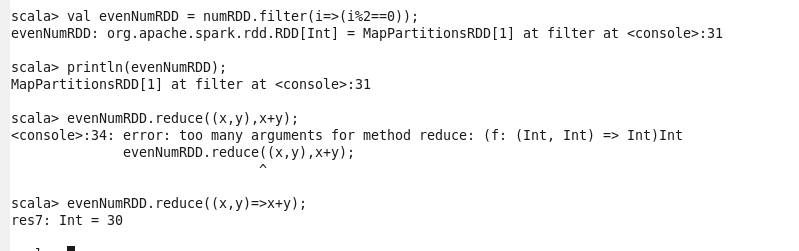 scala> val evenNumRDD = numRDD.filter(i=>(i%2==0));
evenNumRDD: org.apache.spark.rdd.RDD[Int] = MapPartitionsRDD[1] at filter at <console>:31
scala> println(evenNumRDD);
MapPartitionsRDD[1] at filter at <console>:31
scala> evenNumRDD.reduce((x,y),x+y);
<console>:34: error: too many arguments for method reduce: (f: (Int, Int) => Int)Int
evenNumRDD.reduce((x,y),x+y);
^
scala> evenNumRDD.reduce((x,y)=>x+y);
res7: Int = 30